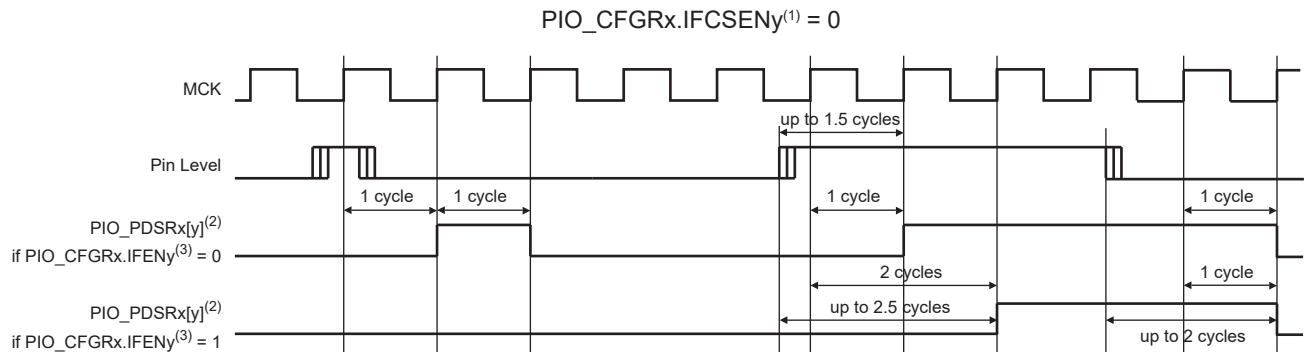 PIO_CFGRx.IFCSENy(1) = 0
MCK
up to 1.5 cycles
Pin Level
1 cycle 1 cycle 1 cycle 1 cycle
PIO_PDSRx[y](2)
if PIO_CFGRx.IFENy(3) = 0
2 cycles 1 cycle
PIO_PDSRx[y](2)
up to 2.5 cycles up to 2 cycles
if PIO_CFGRx.IFENy(3) = 1